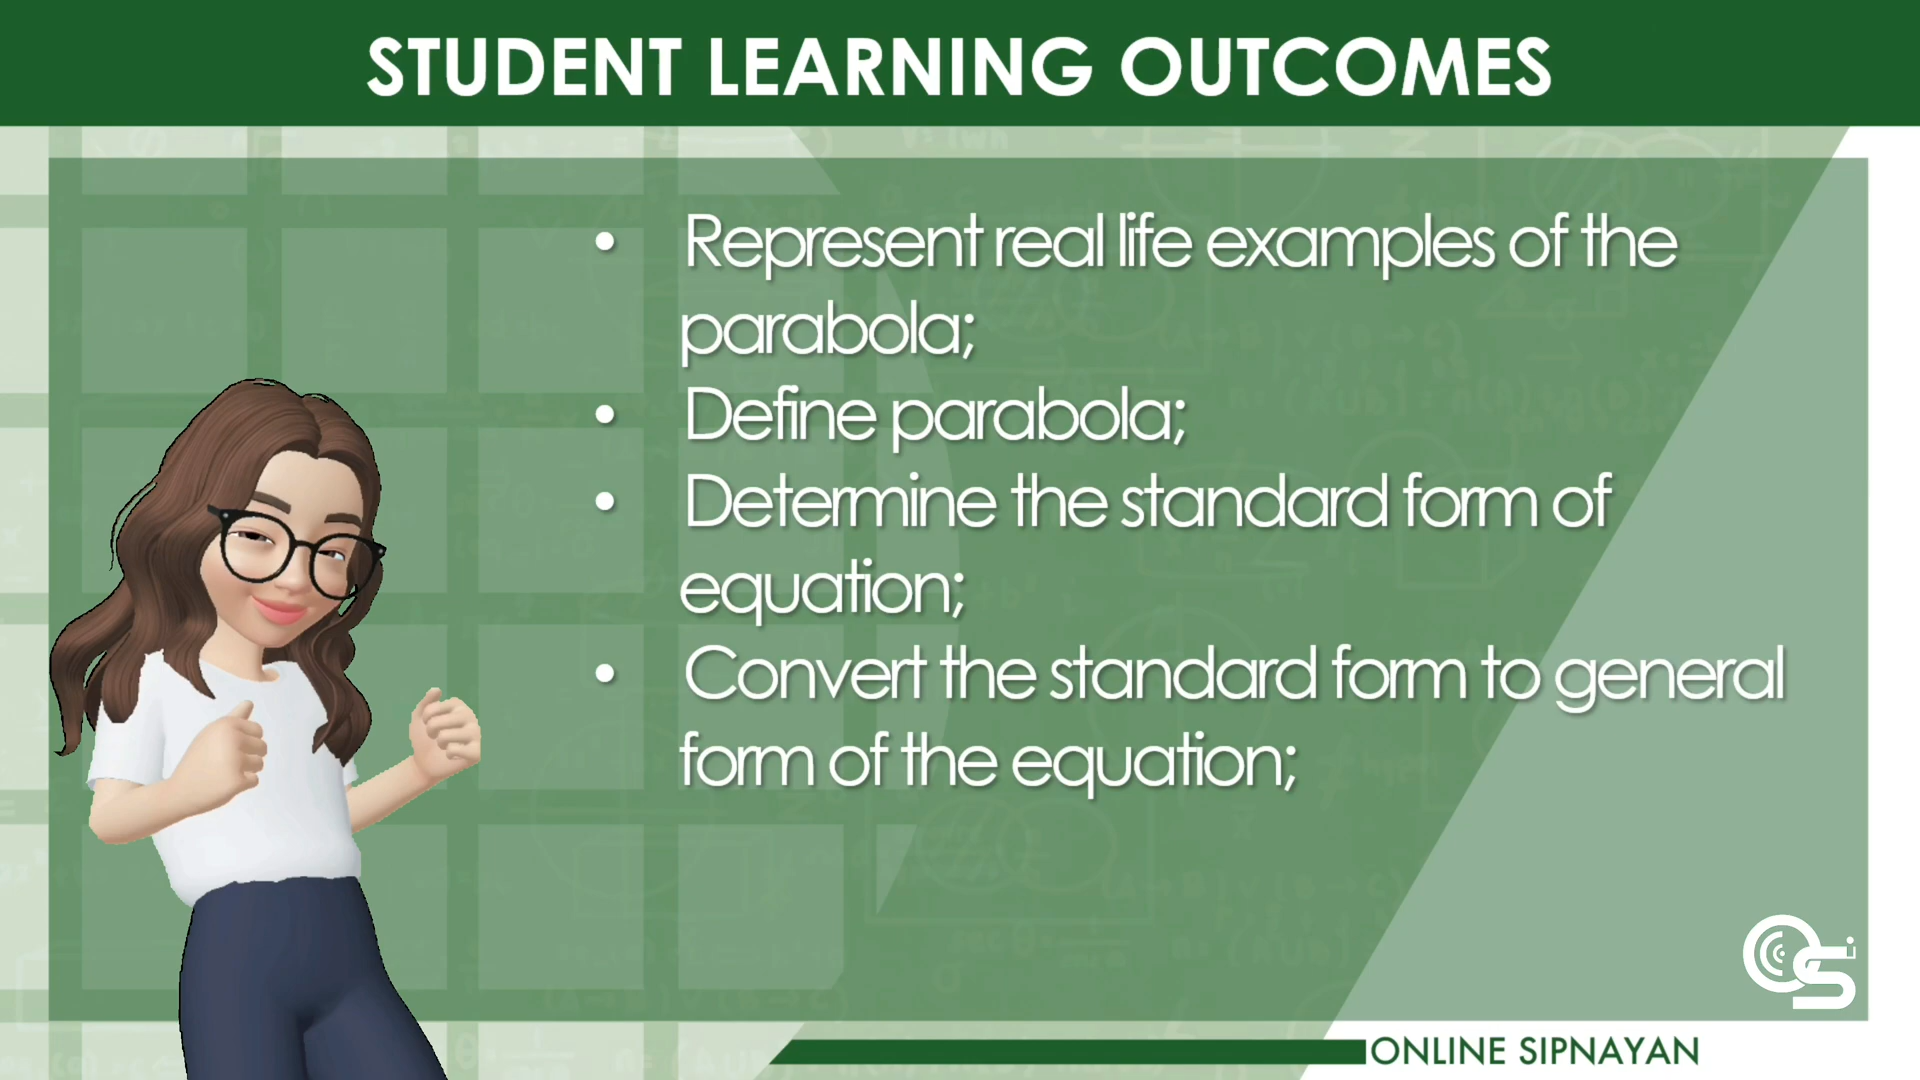 STUDENT LEARNING OUTCOMES
• Represent real life examples of the
parabola;
• Define parabola;
• Determine the standard form of
equation;
• Convert the standard form to general
form of the equation;
ONLINE SIPNAYAN